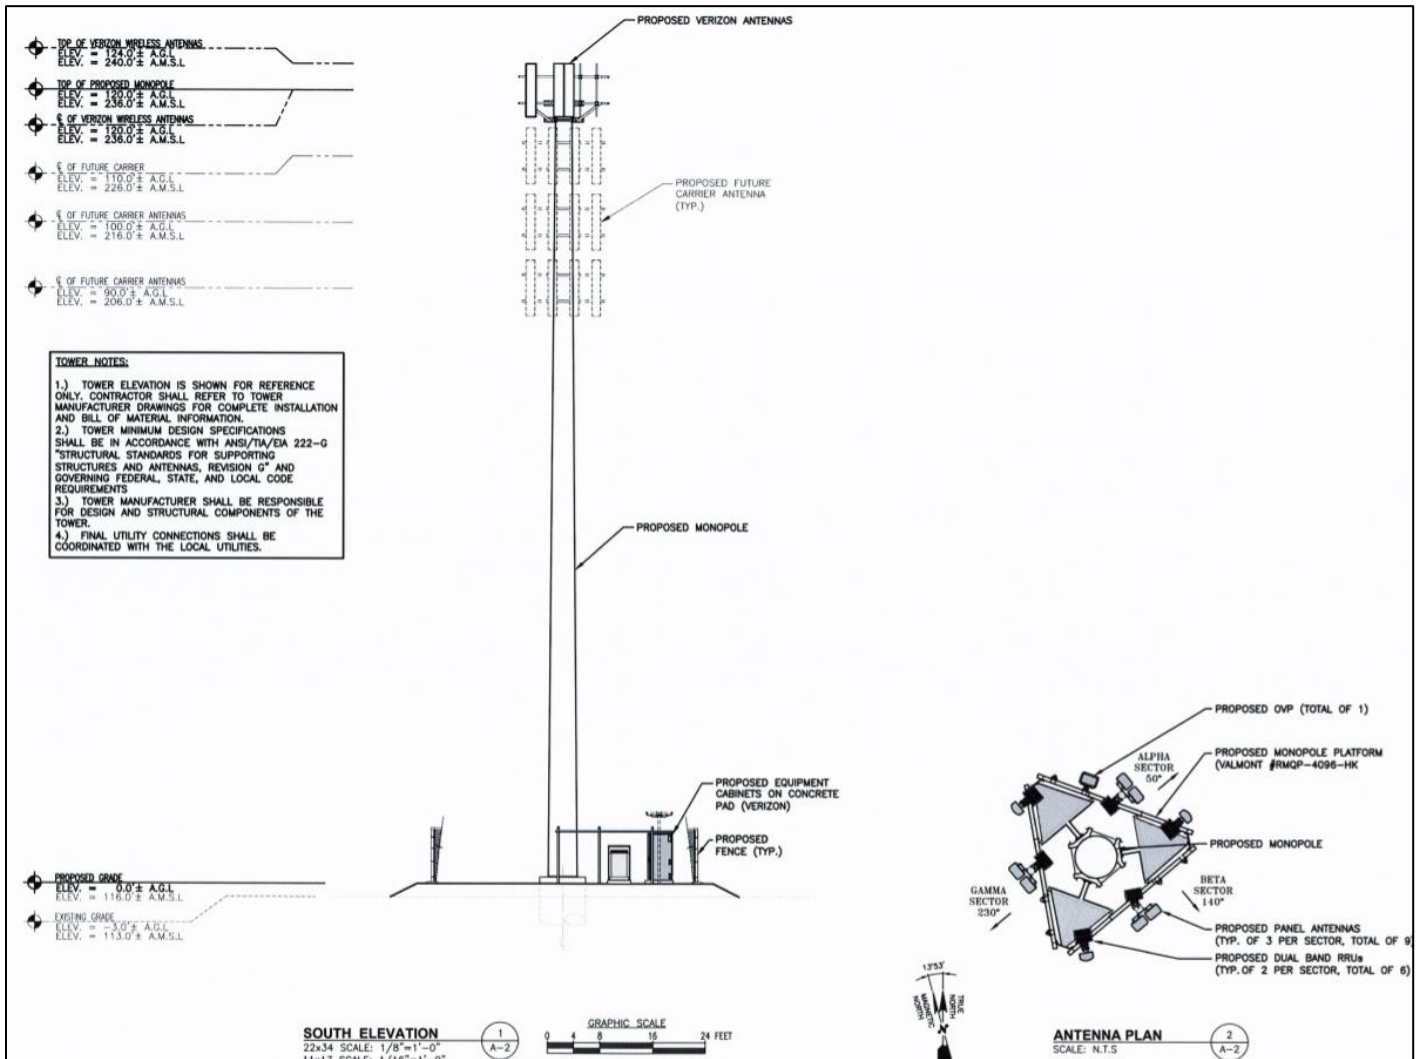 PROPOSED VERIZON ANTENNAS
TOP OF VERIZON WIRELESS ANTENNAS
ELEV. = 124.0'± A.G.L
ELEV. = 240.0'± A.M.S.L
TOP OF PROPOSED MONOPOLE
ELEV. = 120.0'± A.G.L
ELEV. = 236.0'± A.M.S.L
℄ OF VERIZON WIRELESS ANTENNAS
ELEV. = 120.0'± A.G.L
ELEV. = 236.0'± A.M.S.L
℄ OF FUTURE CARRIER
ELEV. = 110.0'± A.G.L
ELEV. = 226.0'± A.M.S.L
℄ OF FUTURE CARRIER ANTENNAS
ELEV. = 100.0'± A.G.L
ELEV. = 216.0'± A.M.S.L
℄ OF FUTURE CARRIER ANTENNAS
ELEV. = 90.0'± A.G.L
ELEV. = 206.0'± A.M.S.L
PROPOSED FUTURE
CARRIER ANTENNA
(TYP.)
TOWER NOTES:
1.) TOWER ELEVATION IS SHOWN FOR REFERENCE
ONLY. CONTRACTOR SHALL REFER TO TOWER
MANUFACTURER DRAWINGS FOR COMPLETE INSTALLATION
AND BILL OF MATERIAL INFORMATION.
2.) TOWER MINIMUM DESIGN SPECIFICATIONS
SHALL BE IN ACCORDANCE WITH ANSI/TIA/EIA 222-G
"STRUCTURAL STANDARDS FOR SUPPORTING
STRUCTURES AND ANTENNAS, REVISION G" AND
GOVERNING FEDERAL, STATE, AND LOCAL CODE
REQUIREMENTS
3.) TOWER MANUFACTURER SHALL BE RESPONSIBLE
FOR DESIGN AND STRUCTURAL COMPONENTS OF THE
TOWER.
4.) FINAL UTILITY CONNECTIONS SHALL BE
COORDINATED WITH THE LOCAL UTILITIES.
PROPOSED MONOPOLE
PROPOSED EQUIPMENT
CABINETS ON CONCRETE
PAD (VERIZON)
PROPOSED
FENCE (TYP.)
PROPOSED GRADE
ELEV. = 0.0'± A.G.L
ELEV. = 116.0'± A.M.S.L
EXISTING GRADE
ELEV. = -3.0'± A.G.L
ELEV. = 113.0'± A.M.S.L
PROPOSED OVP (TOTAL OF 1)
PROPOSED MONOPOLE PLATFORM
(VALMONT #RMQP-4096-HK
ALPHA
SECTOR
50°
PROPOSED MONOPOLE
BETA
SECTOR
140°
GAMMA
SECTOR
230°
PROPOSED PANEL ANTENNAS
(TYP. OF 3 PER SECTOR, TOTAL OF 9)
PROPOSED DUAL BAND RRUs
(TYP. OF 2 PER SECTOR, TOTAL OF 6)
13°53'
MAGNETIC
NORTH
TRUE
NORTH
SOUTH ELEVATION
22x34 SCALE: 1/8"=1'-0"
11x17 SCALE: 1/16"=1'-0"
1
A-2
GRAPHIC SCALE
0 4 8 16 24 FEET
ANTENNA PLAN
SCALE: N.T.S
2
A-2